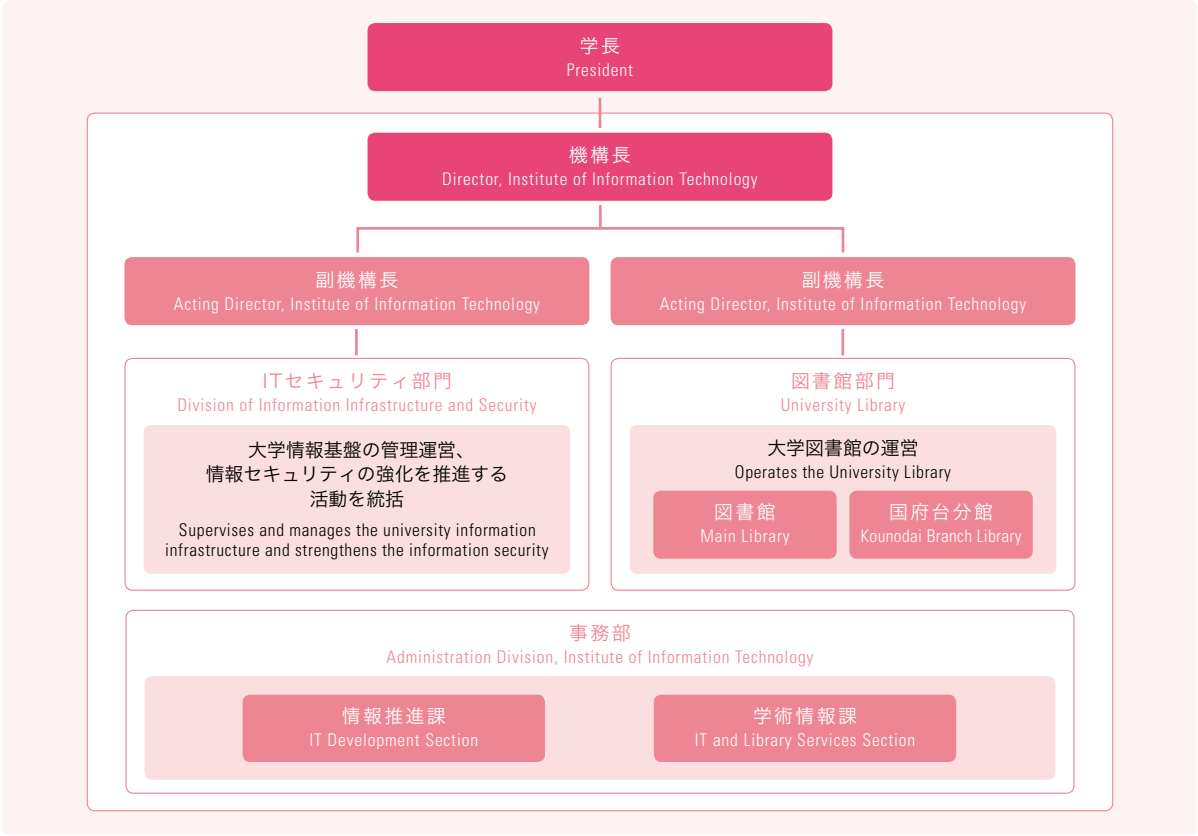 学長
President
機構長
Director, Institute of Information Technology
副機構長
Acting Director, Institute of Information Technology
副機構長
Acting Director, Institute of Information Technology
ITセキュリティ部門
Division of Information Infrastructure and Security
大学情報基盤の管理運営、
情報セキュリティの強化を推進する
活動を統括
Supervises and manages the university information
infrastructure and strengthens the information security
図書館部門
University Library
大学図書館の運営
Operates the University Library
図書館
Main Library
国府台分館
Kounodai Branch Library
事務部
Administration Division, Institute of Information Technology
情報推進課
IT Development Section
学術情報課
IT and Library Services Section